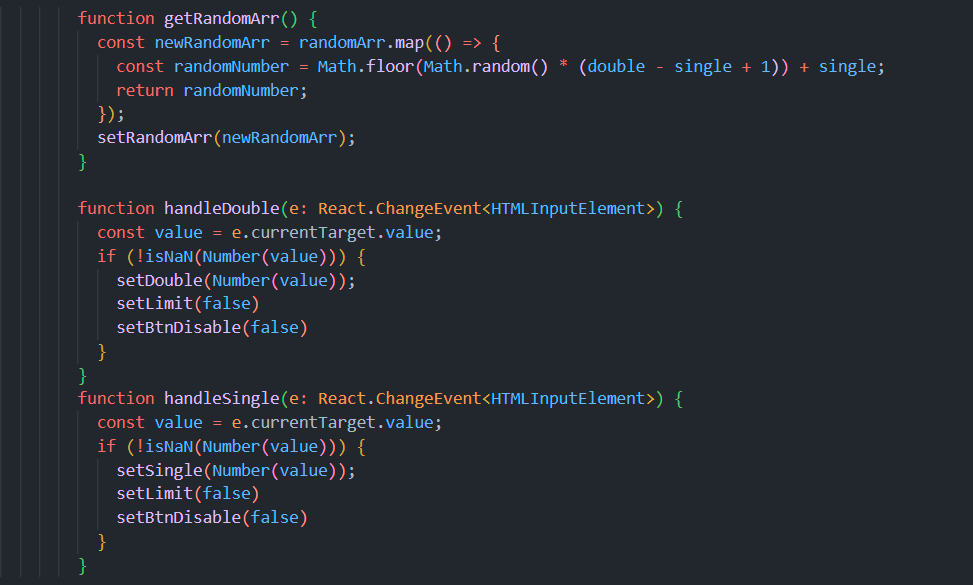 function getRandomArr() {
const newRandomArr = randomArr.map(() => {
const randomNumber = Math.floor(Math.random() * (double - single + 1)) + single;
return randomNumber;
});
setRandomArr(newRandomArr);
}
function handleDouble(e: React.ChangeEvent<HTMLInputElement>) {
const value = e.currentTarget.value;
if (!isNaN(Number(value))) {
setDouble(Number(value));
setLimit(false)
setBtnDisable(false)
}
}
function handleSingle(e: React.ChangeEvent<HTMLInputElement>) {
const value = e.currentTarget.value;
if (!isNaN(Number(value))) {
setSingle(Number(value));
setLimit(false)
setBtnDisable(false)
}
}